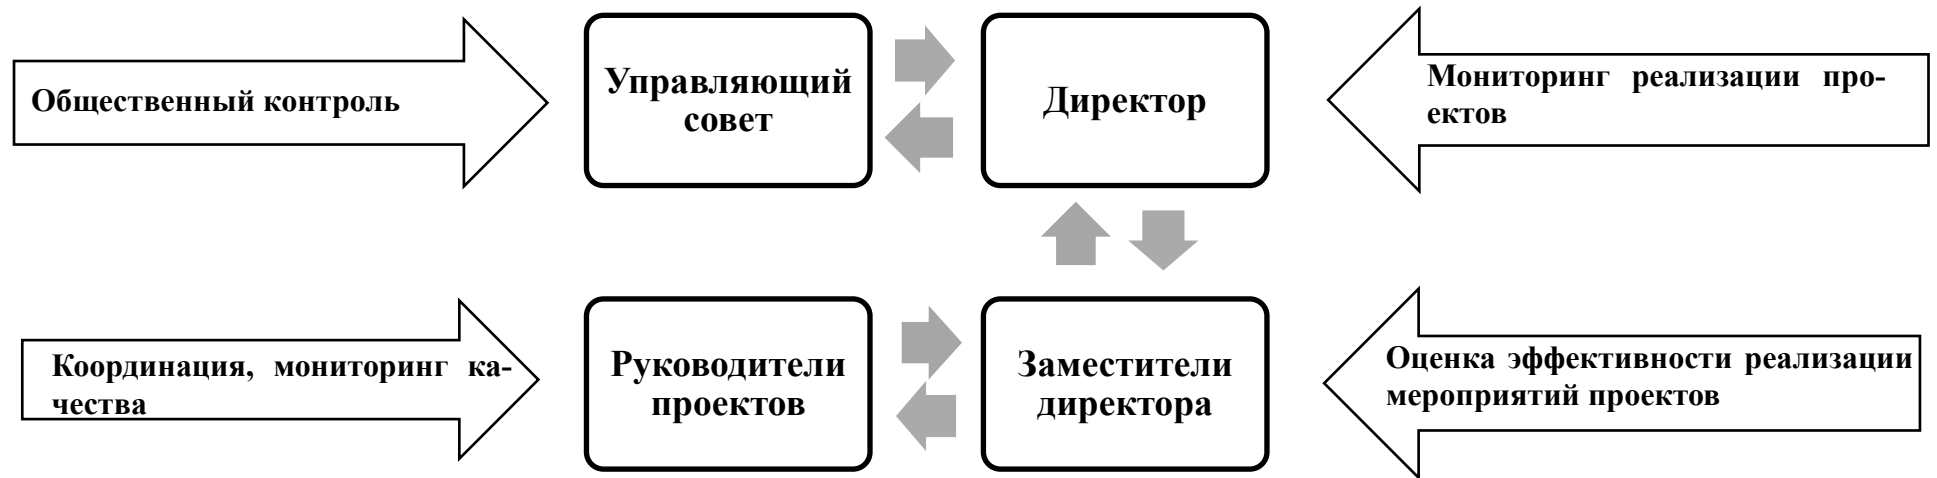 Общественный контроль
Управляющий
совет
Директор
Мониторинг реализации про-
ектов
Координация, мониторинг ка-
чества
Руководители
проектов
Заместители
директора
Оценка эффективности реализации
мероприятий проектов